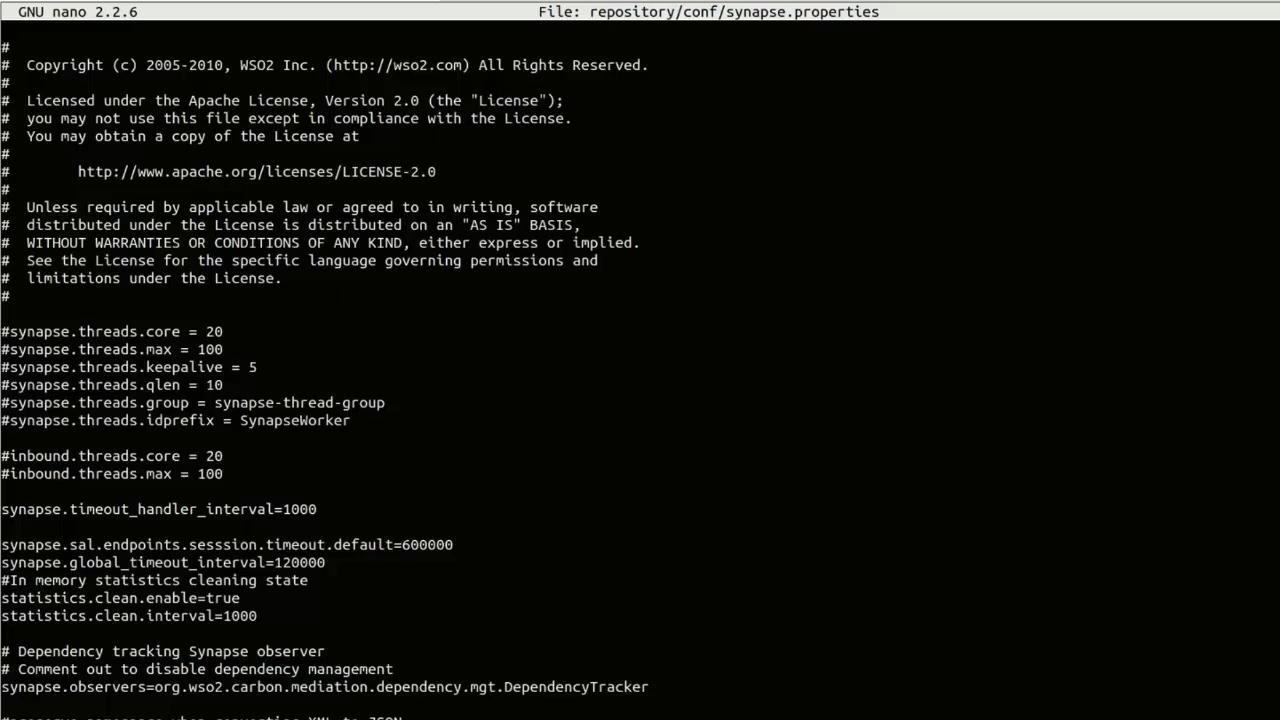 GNU nano 2.2.6 File: repository/conf/synapse.properties
#
#  Copyright (c) 2005-2010, WSO2 Inc. (http://wso2.com) All Rights Reserved.
#
#  Licensed under the Apache License, Version 2.0 (the "License");
#  you may not use this file except in compliance with the License.
#  You may obtain a copy of the License at
#
#        http://www.apache.org/licenses/LICENSE-2.0
#
#  Unless required by applicable law or agreed to in writing, software
#  distributed under the License is distributed on an "AS IS" BASIS,
#  WITHOUT WARRANTIES OR CONDITIONS OF ANY KIND, either express or implied.
#  See the License for the specific language governing permissions and
#  limitations under the License.
#
#synapse.threads.core = 20
#synapse.threads.max = 100
#synapse.threads.keepalive = 5
#synapse.threads.qlen = 10
#synapse.threads.group = synapse-thread-group
#synapse.threads.idprefix = SynapseWorker
#inbound.threads.core = 20
#inbound.threads.max = 100
synapse.timeout_handler_interval=1000
synapse.sal.endpoints.sesssion.timeout.default=600000
synapse.global_timeout_interval=120000
#In memory statistics cleaning state
statistics.clean.enable=true
statistics.clean.interval=1000
# Dependency tracking Synapse observer
# Comment out to disable dependency management
synapse.observers=org.wso2.carbon.mediation.dependency.mgt.DependencyTracker